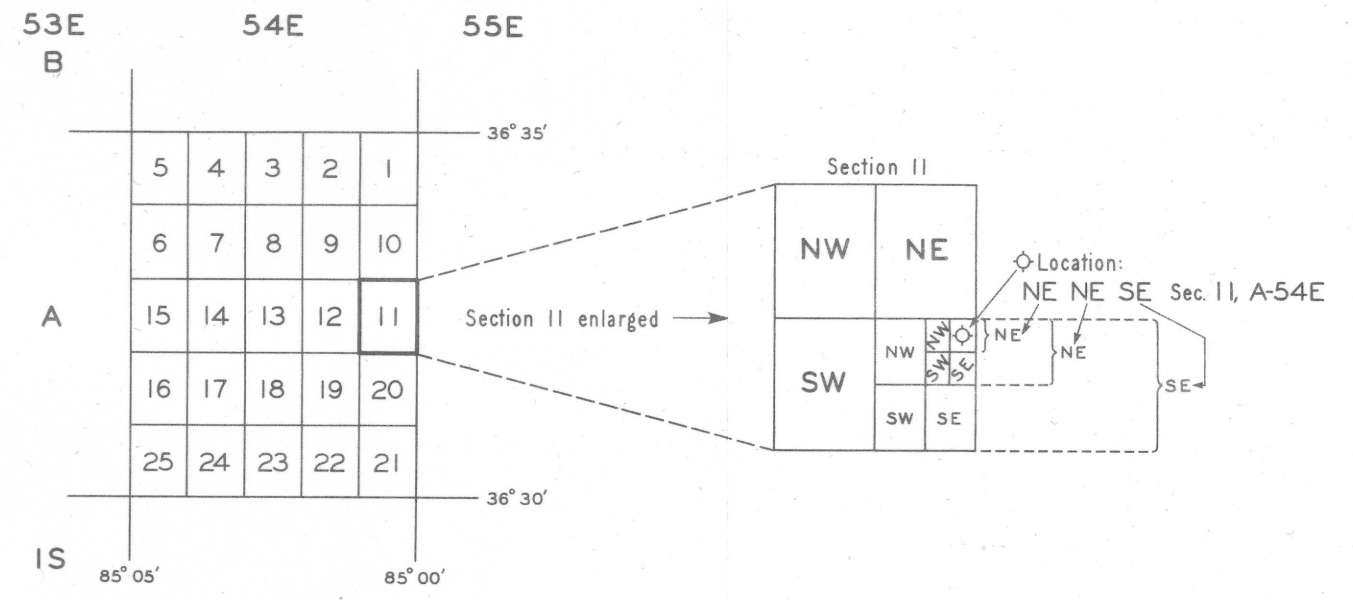 53E 54E 55E
B
36° 35'
5 4 3 2 1
6 7 8 9 10
A
15 14 13 12 11
16 17 18 19 20
25 24 23 22 21
36° 30'
1S
85° 05' 85° 00'
Section 11 enlarged
Section 11
NW NE
SW
NW
NW
SW SE
SW SE
Location:
NE NE SE Sec. 11, A-54E
NE
NE
SE